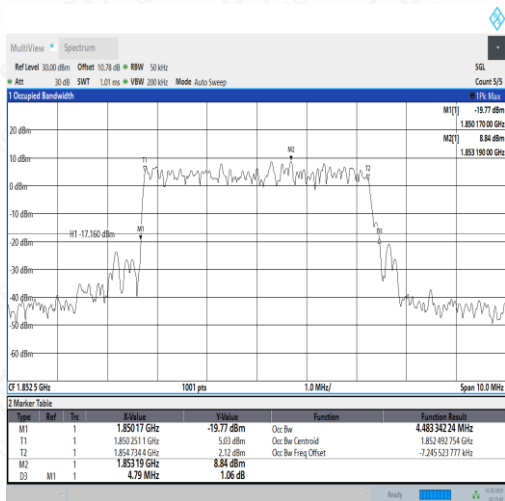 MultiView Spectrum
Ref Level 30.00 dBm Offset 10.78 dB RBW 50 kHz SGL
Att 30 dB SWT 1.01 ms VBW 200 kHz Mode Auto Sweep Count 5/5
1 Occupied Bandwidth 1Pk Max
M1[1] -19.77 dBm
1.850 170 00 GHz
M2[1] 8.84 dBm
1.853 190 00 GHz
20 dBm
10 dBm
T1 M2 T2
0 dBm
-10 dBm
H1 -17.160 dBm M1 D3
-20 dBm
-30 dBm
-40 dBm
-50 dBm
-60 dBm
CF 1.852 5 GHz 1001 pts 1.0 MHz/ Span 10.0 MHz
2 Marker Table
Type Ref Trc X-Value Y-Value Function Function Result
M1 1 1.850 17 GHz -19.77 dBm Occ Bw 4.483 342 24 MHz
T1 1 1.850 251 1 GHz 5.03 dBm Occ Bw Centroid 1.852 492 754 GHz
T2 1 1.854 734 4 GHz 2.12 dBm Occ Bw Freq Offset -7.245 523 777 kHz
M2 1 1.853 19 GHz 8.84 dBm
D3 M1 1 4.79 MHz 1.06 dB
Ready